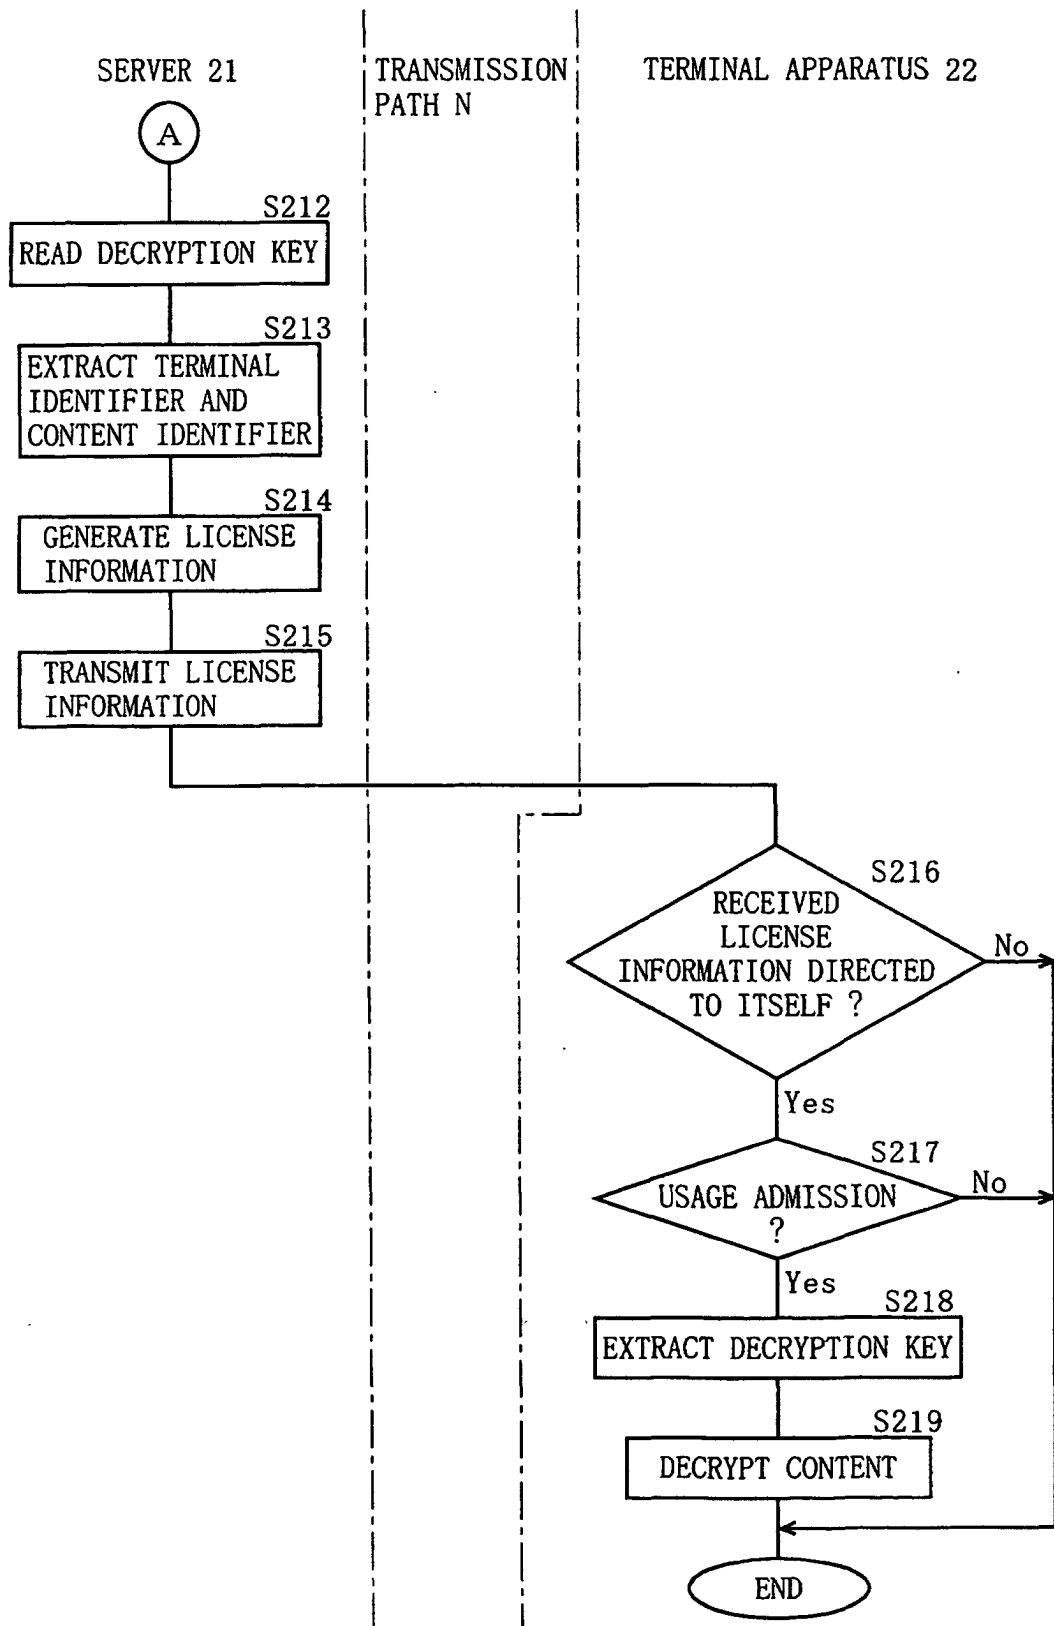 SERVER 21
TRANSMISSION
PATH N
TERMINAL APPARATUS 22
A
S212
READ DECRYPTION KEY
S213
EXTRACT TERMINAL
IDENTIFIER AND
CONTENT IDENTIFIER
S214
GENERATE LICENSE
INFORMATION
S215
TRANSMIT LICENSE
INFORMATION
S216
RECEIVED
LICENSE
INFORMATION DIRECTED
TO ITSELF ?
No
Yes
S217
USAGE ADMISSION
?
No
Yes
S218
EXTRACT DECRYPTION KEY
S219
DECRYPT CONTENT
END